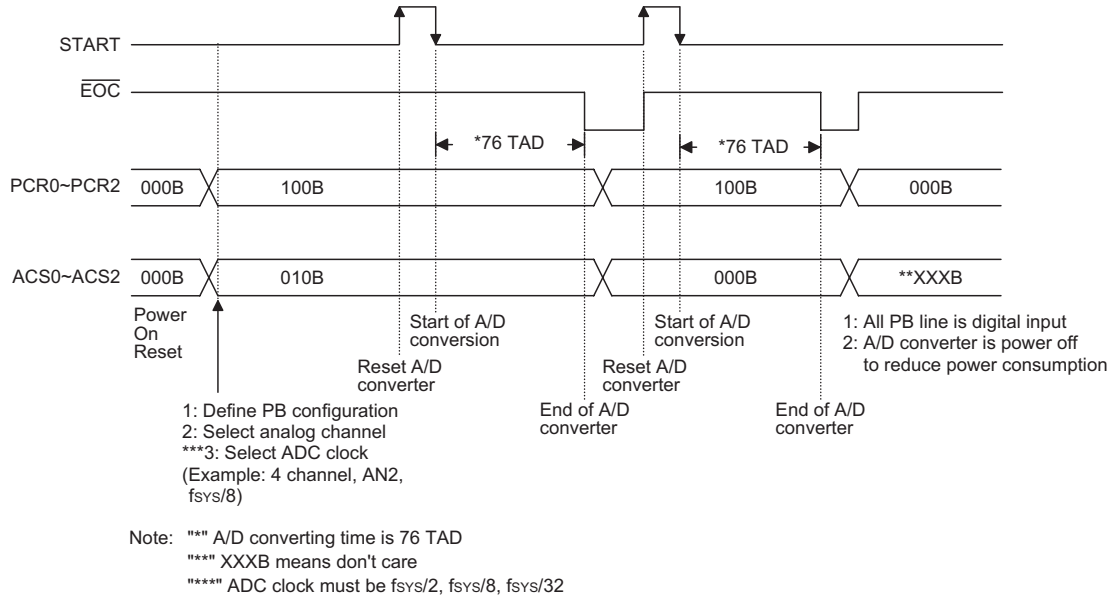 START
EOC
*76 TAD
*76 TAD
PCR0~PCR2
000B
100B
100B
000B
ACS0~ACS2
000B
010B
000B
**XXXB
Power
On
Reset
Start of A/D
conversion
Start of A/D
conversion
1: All PB line is digital input
2: A/D converter is power off
to reduce power consumption
Reset A/D
converter
Reset A/D
converter
1: Define PB configuration
2: Select analog channel
***3: Select ADC clock
(Example: 4 channel, AN2,
fSYS/8)
End of A/D
converter
End of A/D
converter
Note: "*" A/D converting time is 76 TAD
"**" XXXB means don't care
"***" ADC clock must be fSYS/2, fSYS/8, fSYS/32